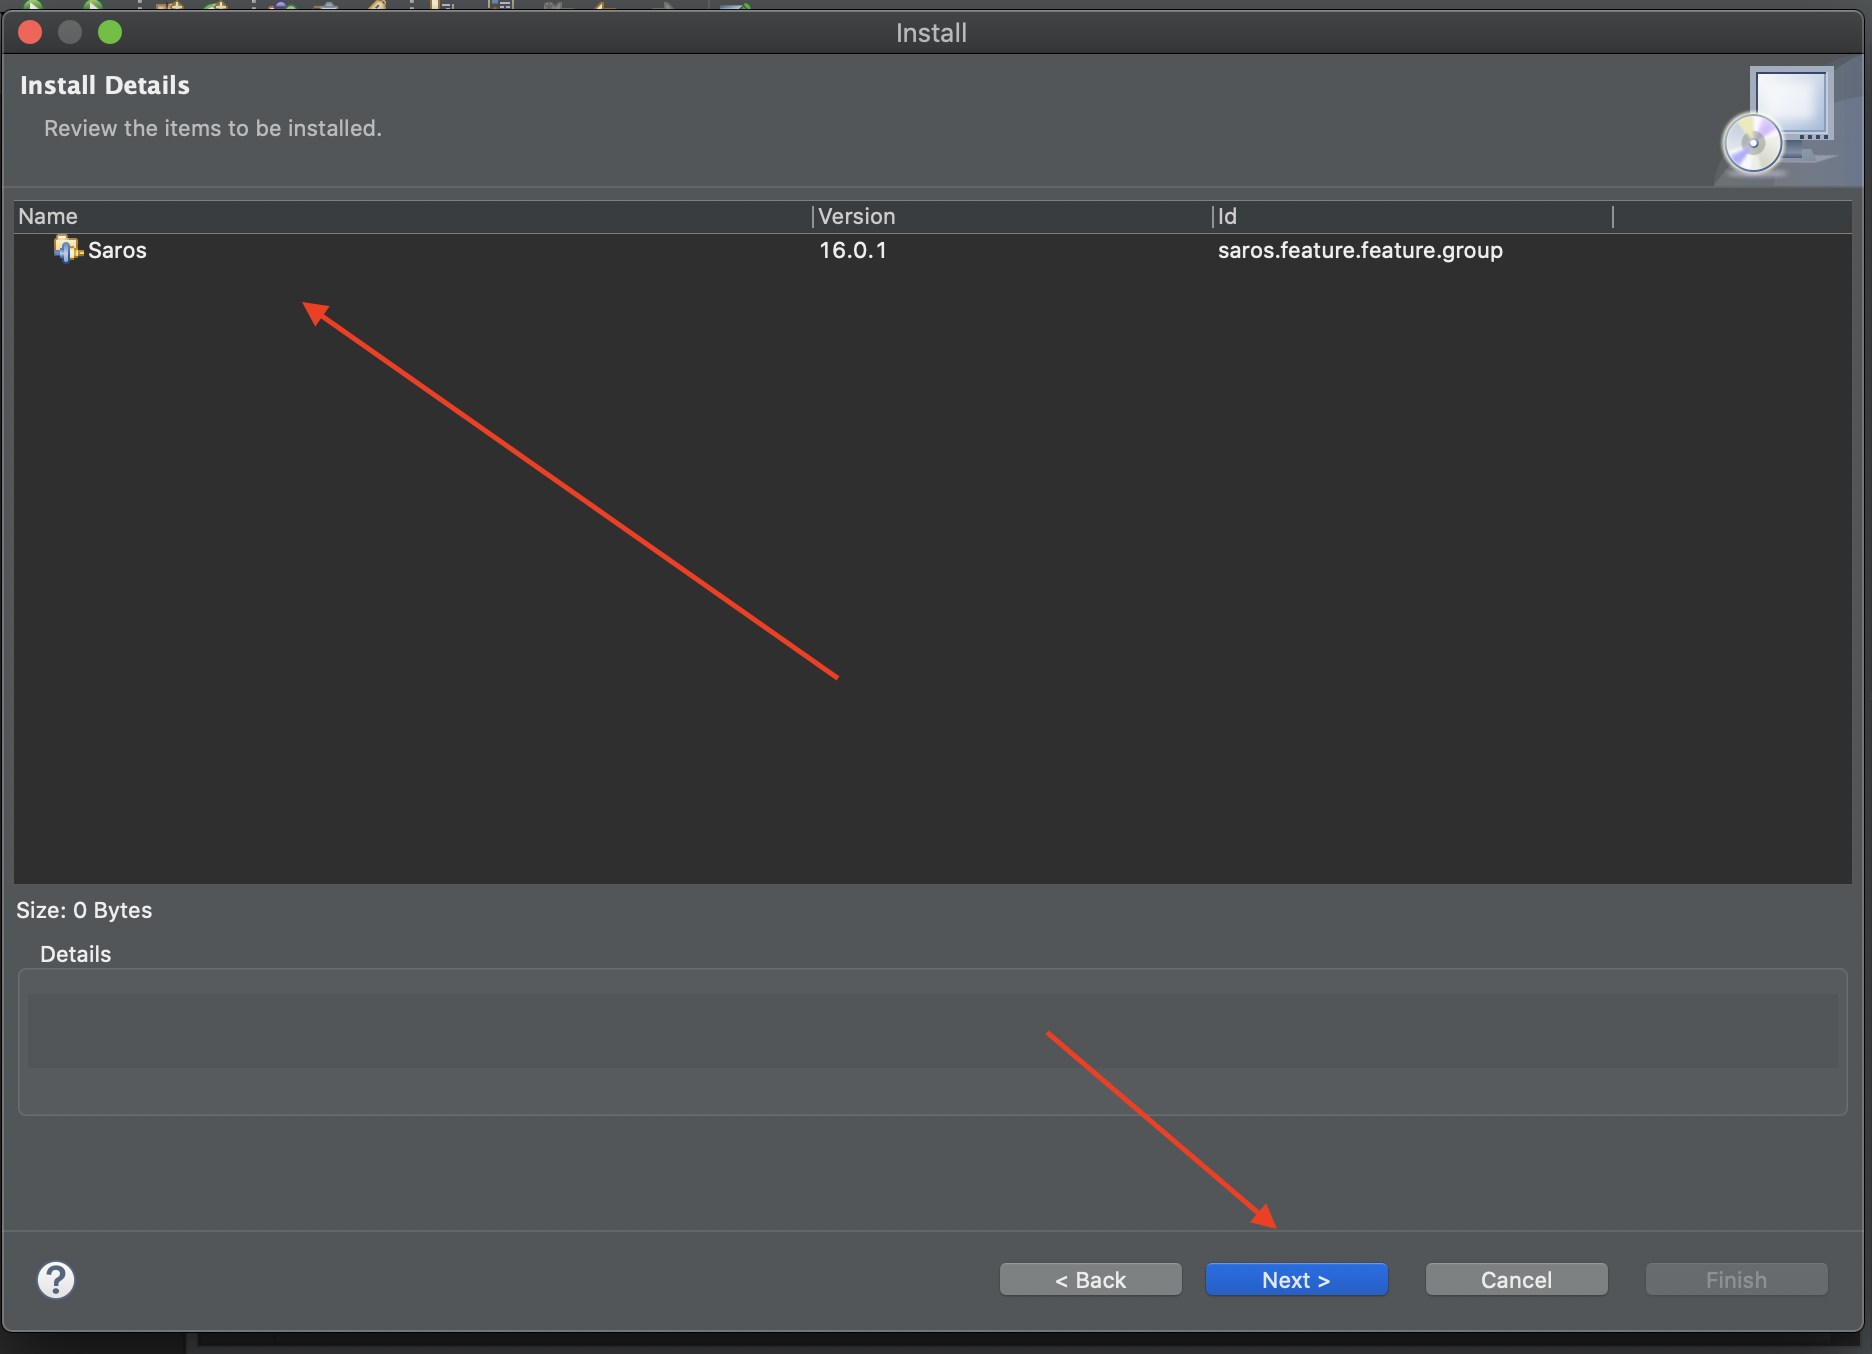 Install
Install Details
Review the items to be installed.
Name Version Id
Saros 16.0.1 saros.feature.feature.group
Size: 0 Bytes
Details
? < Back Next > Cancel Finish